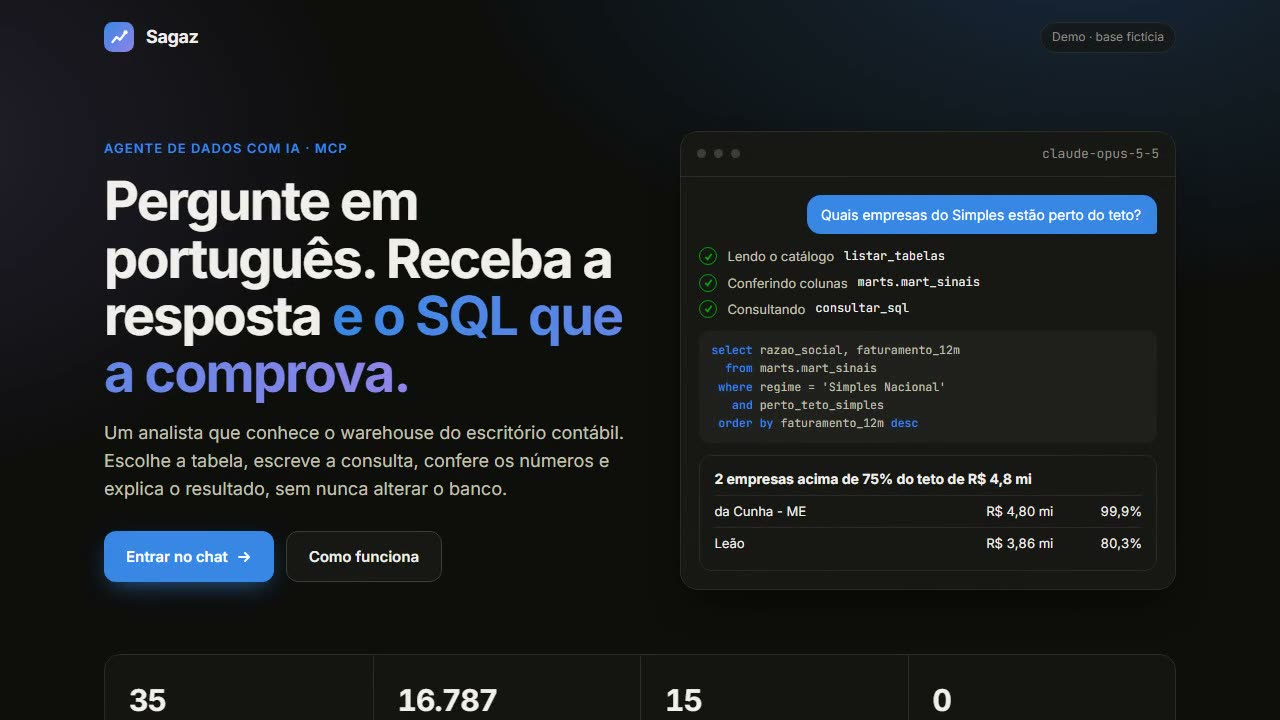 Sagaz
Demo · base fictícia
AGENTE DE DADOS COM IA · MCP
Pergunte em
português. Receba a
resposta e o SQL que
a comprova.
Um analista que conhece o warehouse do escritório contábil.
Escolhe a tabela, escreve a consulta, confere os números e
explica o resultado, sem nunca alterar o banco.
Entrar no chat →
Como funciona
claude-opus-5-5
Quais empresas do Simples estão perto do teto?
Lendo o catálogo listar_tabelas
Conferindo colunas marts.mart_sinais
Consultando consultar_sql
select razao_social, faturamento_12m
from marts.mart_sinais
where regime = 'Simples Nacional'
and perto_teto_simples
order by faturamento_12m desc
2 empresas acima de 75% do teto de R$ 4,8 mi
da Cunha - ME R$ 4,80 mi 99,9%
Leão R$ 3,86 mi 80,3%
35 16.787 15 0